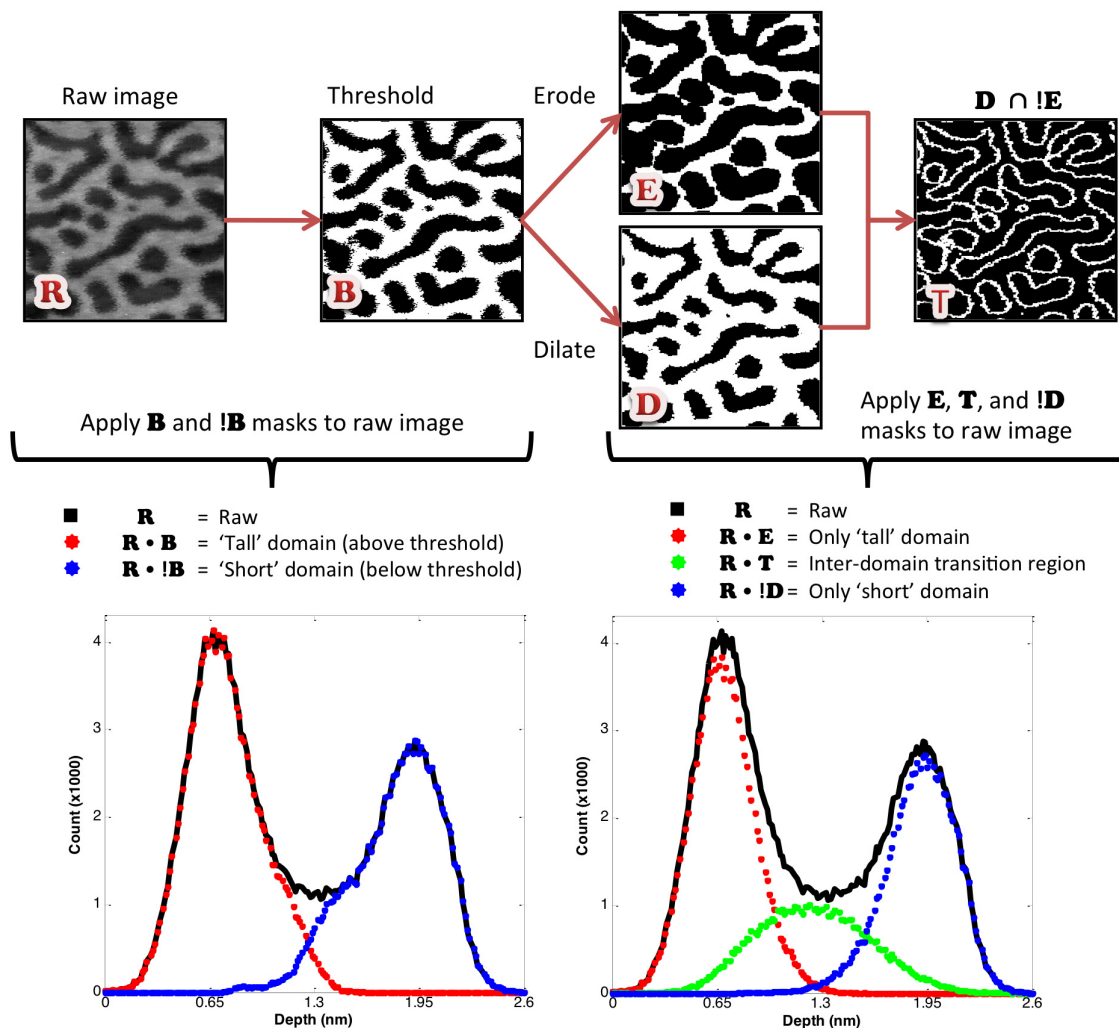 Raw image
Threshold
Erode
Dilate
D ∩ !E
R
B
E
D
T
Apply B and !B masks to raw image
Apply E, T, and !D
masks to raw image
R = Raw
R • B = ‘Tall’ domain (above threshold)
R • !B = ‘Short’ domain (below threshold)
R = Raw
R • E = Only ‘tall’ domain
R • T = Inter-domain transition region
R • !D = Only ‘short’ domain
4
3
2
1
0
Count (x1000)
0 0.65 1.3 1.95 2.6
Depth (nm)
4
3
2
1
0
Count (x1000)
0 0.65 1.3 1.95 2.6
Depth (nm)